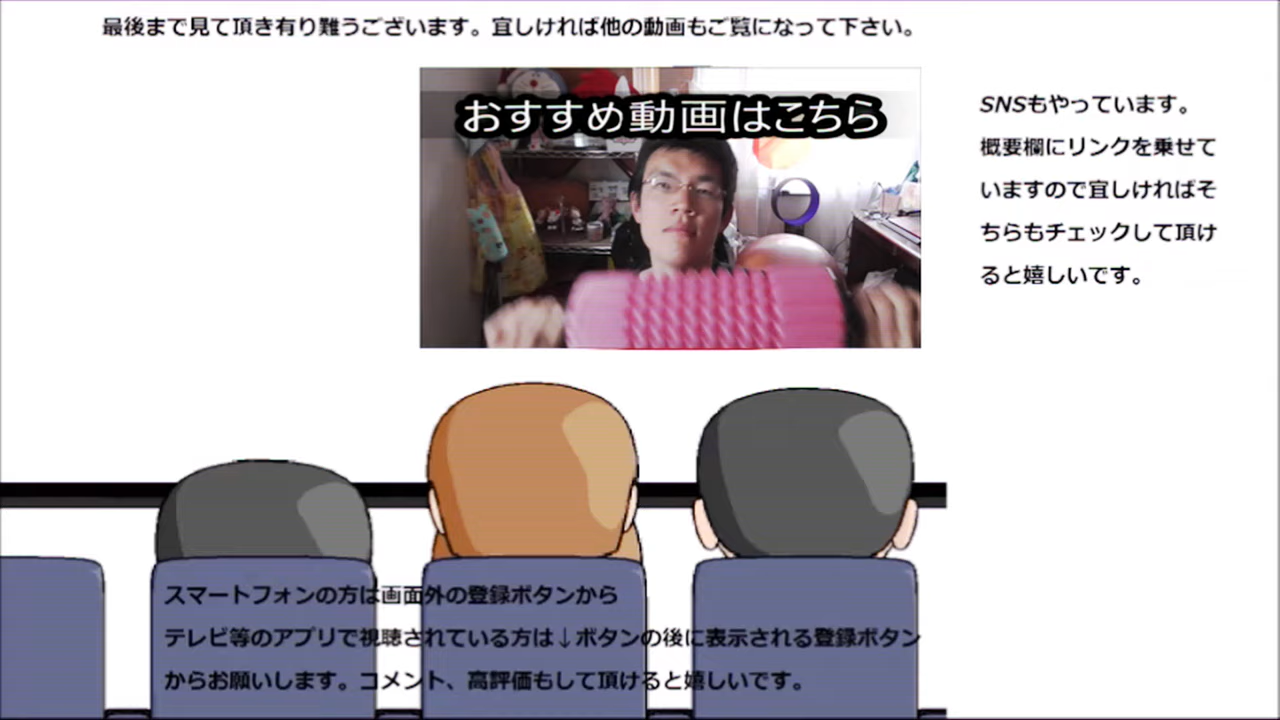 最後まで見て頂き有り難うございます。宜しければ他の動画もご覧になって下さい。
おすすめ動画はこちら
SNSもやっています。
概要欄にリンクを乗せて
いますので宜しければそ
ちらもチェックして頂け
ると嬉しいです。
スマートフォンの方は画面外の登録ボタンから
テレビ等のアプリで視聴されている方は↓ボタンの後に表示される登録ボタン
からお願いします。コメント、高評価もして頂けると嬉しいです。